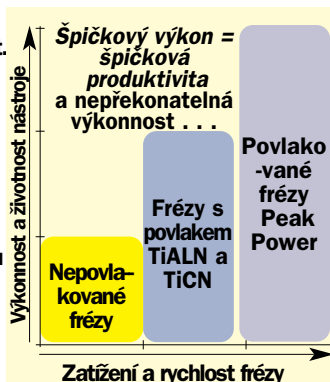 Špičkový výkon =
špičková
produktivita
a nepřekonatelná
výkonnost . . .
Výkonnost a životnost nástroje
Nepovla–
kované
frézy
Frézy s
povlakem
TiALN a
TiCN
Povlako
-vané
frézy
Peak
Power
Zatížení a rychlost frézy